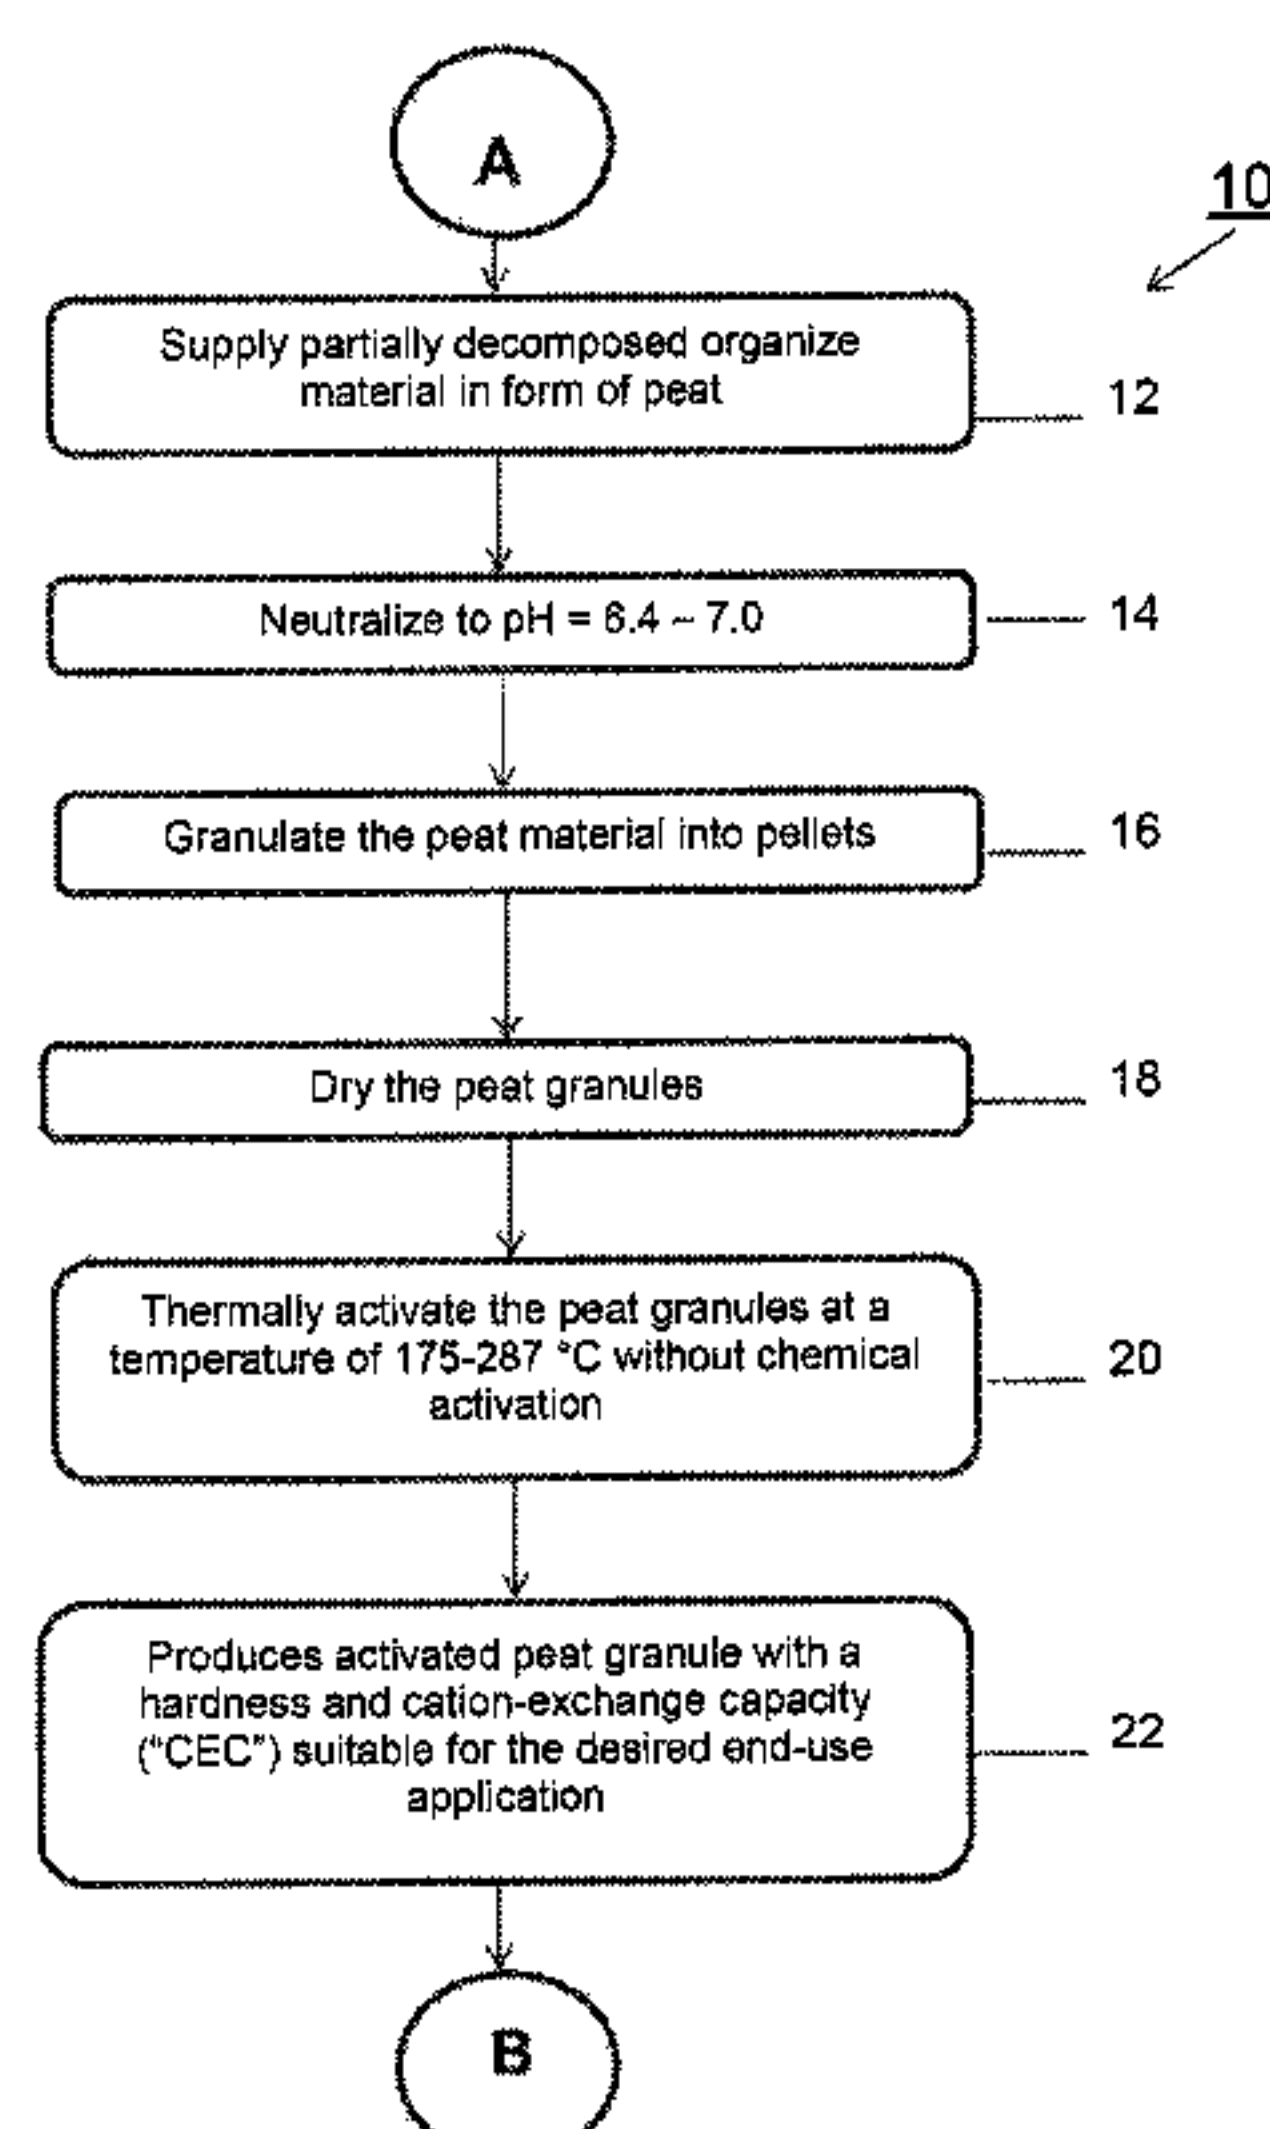 A
10
Supply partially decomposed organize
material in form of peat
12
Neutralize to pH = 6.4 – 7.0
14
Granulate the peat material into pellets
16
Dry the peat granules
18
Thermally activate the peat granules at a
temperature of 175-287 °C without chemical
activation
20
Produces activated peat granule with a
hardness and cation-exchange capacity
("CEC") suitable for the desired end-use
application
22
B